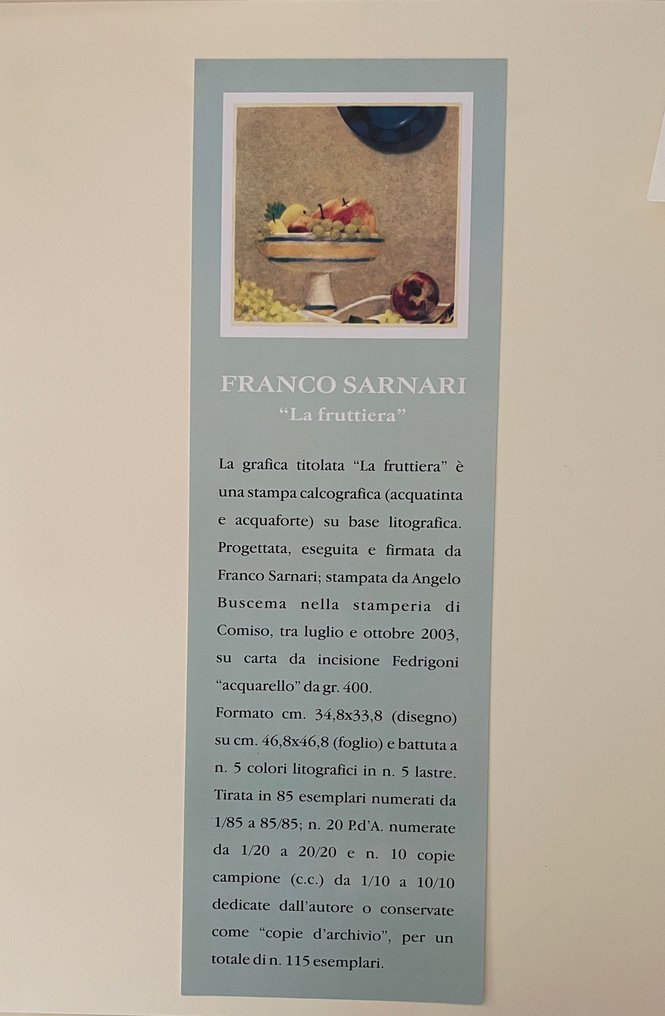 FRANCO SARNARI
“La fruttiera”
La grafica titolata “La fruttiera” è
una stampa calcografica (acquatinta
e acquaforte) su base litografica.
Progettata, eseguita e firmata da
Franco Sarnari; stampata da Angelo
Buscema nella stamperia di
Comiso, tra luglio e ottobre 2003,
su carta da incisione Fedrigoni
“acquarello” da gr. 400.
Formato cm. 34,8x33,8 (disegno)
su cm. 46,8x46,8 (foglio) e battuta a
n. 5 colori litografici in n. 5 lastre.
Tirata in 85 esemplari numerati da
1/85 a 85/85; n. 20 P.d’A. numerate
da 1/20 a 20/20 e n. 10 copie
campione (c.c.) da 1/10 a 10/10
dedicate dall’autore o conservate
come “copie d’archivio”, per un
totale di n. 115 esemplari.